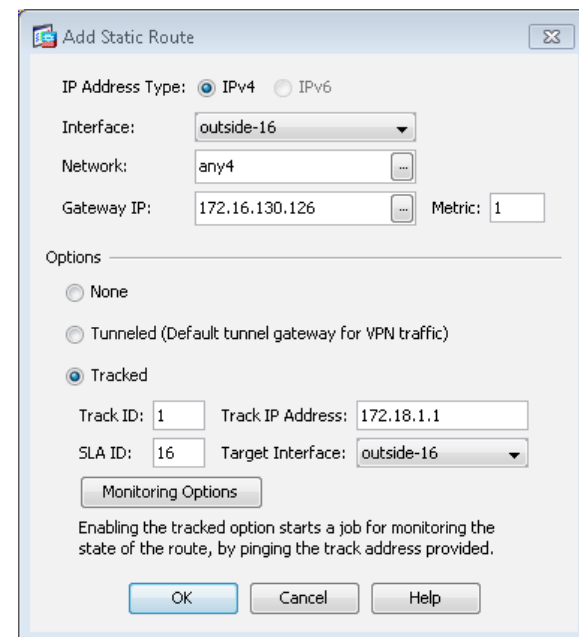 Add Static Route
IP Address Type: IPv4 IPv6
Interface: outside-16
Network: any4 ...
Gateway IP: 172.16.130.126 ... Metric: 1
Options
None
Tunneled (Default tunnel gateway for VPN traffic)
Tracked
Track ID: 1 Track IP Address: 172.18.1.1
SLA ID: 16 Target Interface: outside-16
Monitoring Options
Enabling the tracked option starts a job for monitoring the
state of the route, by pinging the track address provided.
OK Cancel Help